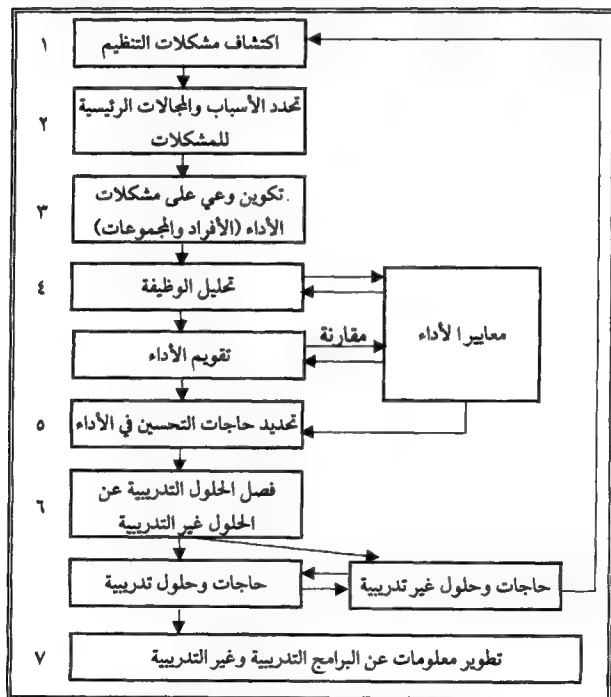 ١ اكتشاف مشكلات التنظيم
تحدد الأسباب والمجالات الرئيسية
٢ للمشكلات
تكوين وعي على مشكلات
٣ الأداء (الأفراد والمجموعات)
٤ تحليل الوظيفة
معايير الأداء
مقارنة
تقويم الأداء
٥ تحديد حاجات التحسين في الأداء
فصل الحلول التدريبية عن
٦ الحلول غير التدريبية
حاجات وحلول تدريبية
حاجات وحلول غير تدريبية
٧ تطوير معلومات عن البرامج التدريبية وغير التدريبية